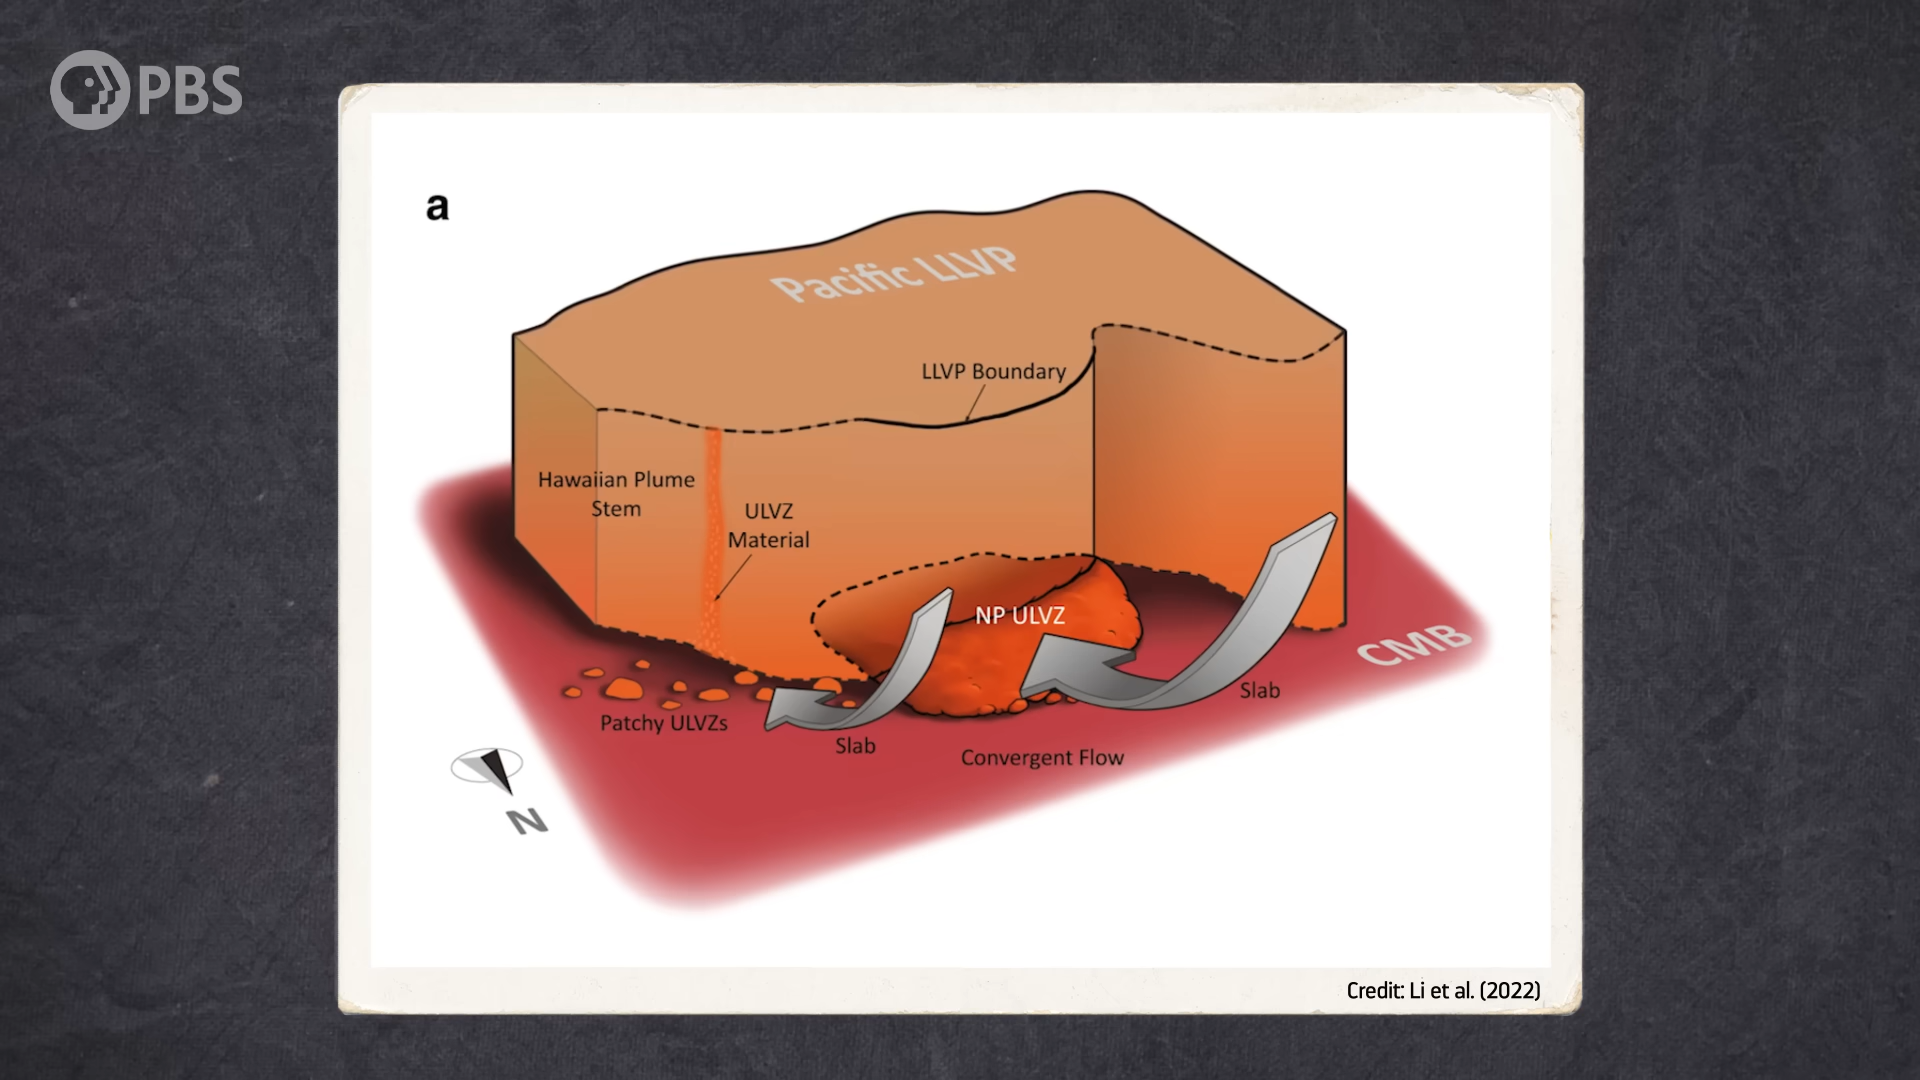 PBS
a
Pacific LLVP
LLVP Boundary
Hawaiian Plume
Stem
ULVZ
Material
NP ULVZ
CMB
Slab
Patchy ULVZs
Slab
Convergent Flow
N
Credit: Li et al. (2022)